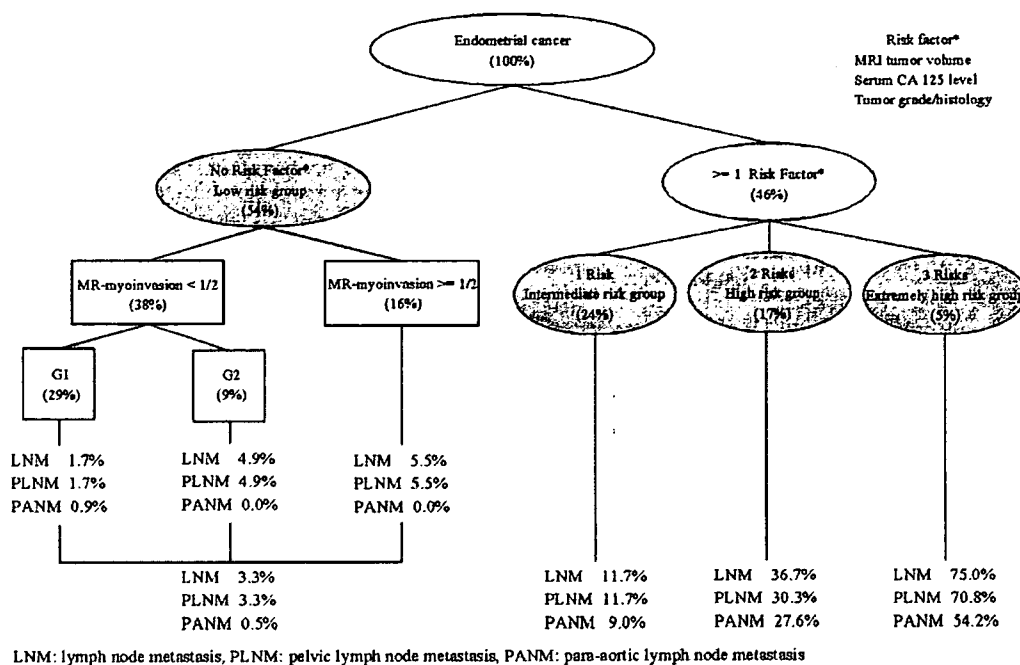 Endometrial cancer
(100%)
Risk factor*
MRI tumor volume
Serum CA 125 level
Tumor grade/histology
No Risk Factor*
Low risk group
(54%)
>= 1 Risk Factor*
(46%)
MR-myoinvasion < 1/2
(38%)
MR-myoinvasion >= 1/2
(16%)
1 Risk
Intermediate risk group
(24%)
2 Risks
High risk group
(17%)
3 Risks
Extremely high risk group
(5%)
G1
(29%)
G2
(9%)
LNM 1.7%
PLNM 1.7%
PANM 0.9%
LNM 4.9%
PLNM 4.9%
PANM 0.0%
LNM 5.5%
PLNM 5.5%
PANM 0.0%
LNM 3.3%
PLNM 3.3%
PANM 0.5%
LNM 11.7%
PLNM 11.7%
PANM 9.0%
LNM 36.7%
PLNM 30.3%
PANM 27.6%
LNM 75.0%
PLNM 70.8%
PANM 54.2%
LNM: lymph node metastasis, PLNM: pelvic lymph node metastasis, PANM: para-aortic lymph node metastasis